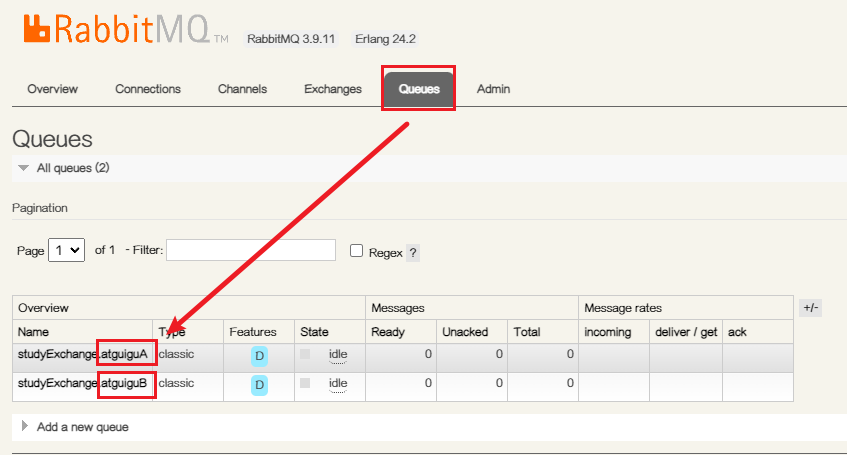 RabbitMQ TM RabbitMQ 3.9.11 Erlang 24.2
Overview Connections Channels Exchanges Queues Admin
Queues
All queues (2)
Pagination
Page 1 of 1 - Filter: Regex ?
Overview Messages Message rates +/-
Name Type Features State Ready Unacked Total incoming deliver / get ack
studyExchange.atguiguA classic D idle 0 0 0
studyExchange.atguiguB classic D idle 0 0 0
Add a new queue